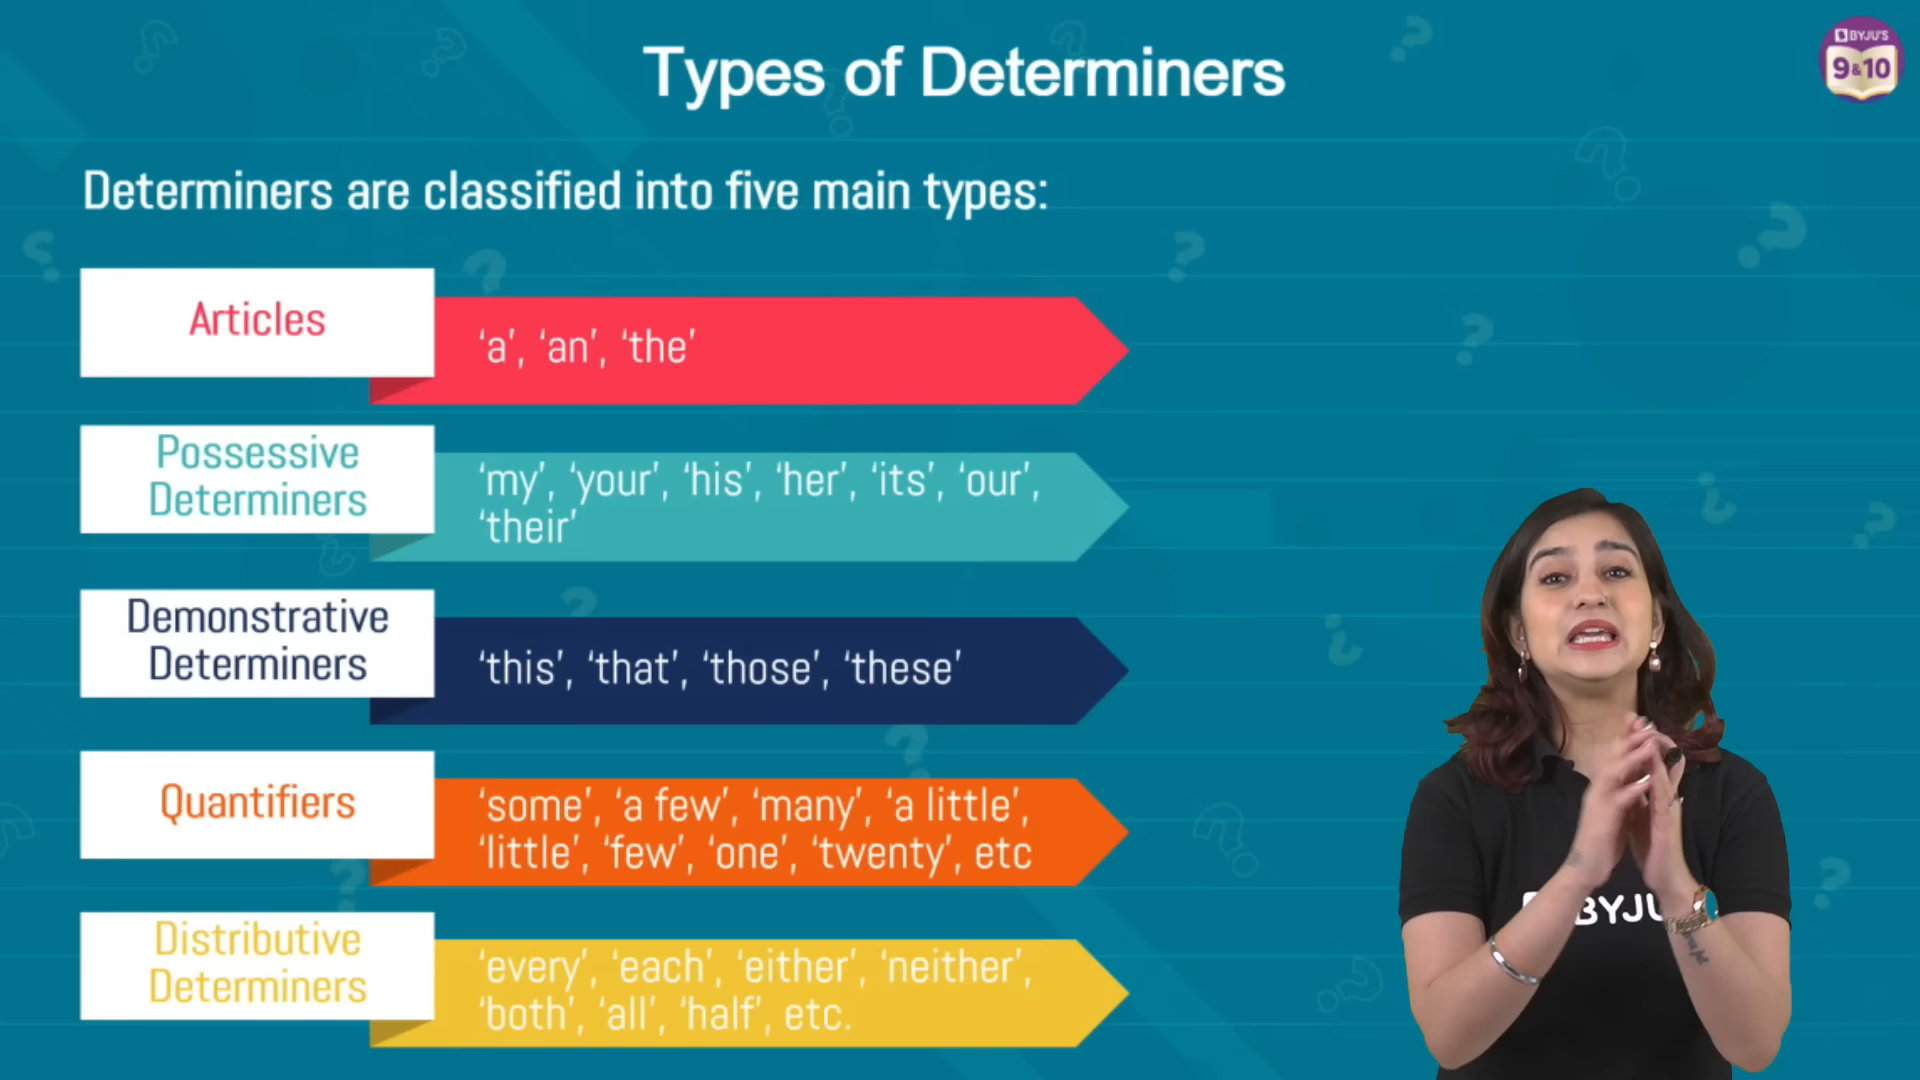 Types of Determiners
BYJU'S
9&10
Determiners are classified into five main types:
Articles
‘a’, ‘an’, ‘the’
Possessive
Determiners
‘my’, ‘your’, ‘his’, ‘her’, ‘its’, ‘our’,
‘their’
Demonstrative
Determiners
‘this’, ‘that’, ‘those’, ‘these’
Quantifiers
‘some’, ‘a few’, ‘many’, ‘a little’,
‘little’, ‘few’, ‘one’, ‘twenty’, etc
Distributive
Determiners
‘every’, ‘each’, ‘either’, ‘neither’,
‘both’, ‘all’, ‘half’, etc.
BYJU